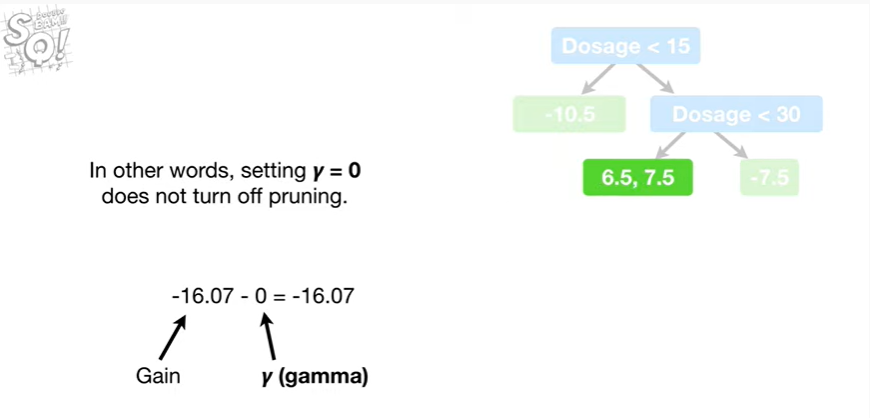 Dosage < 15
-10.5
Dosage < 30
6.5, 7.5
-7.5
In other words, setting γ = 0
does not turn off pruning.
-16.07 - 0 = -16.07
Gain
γ (gamma)